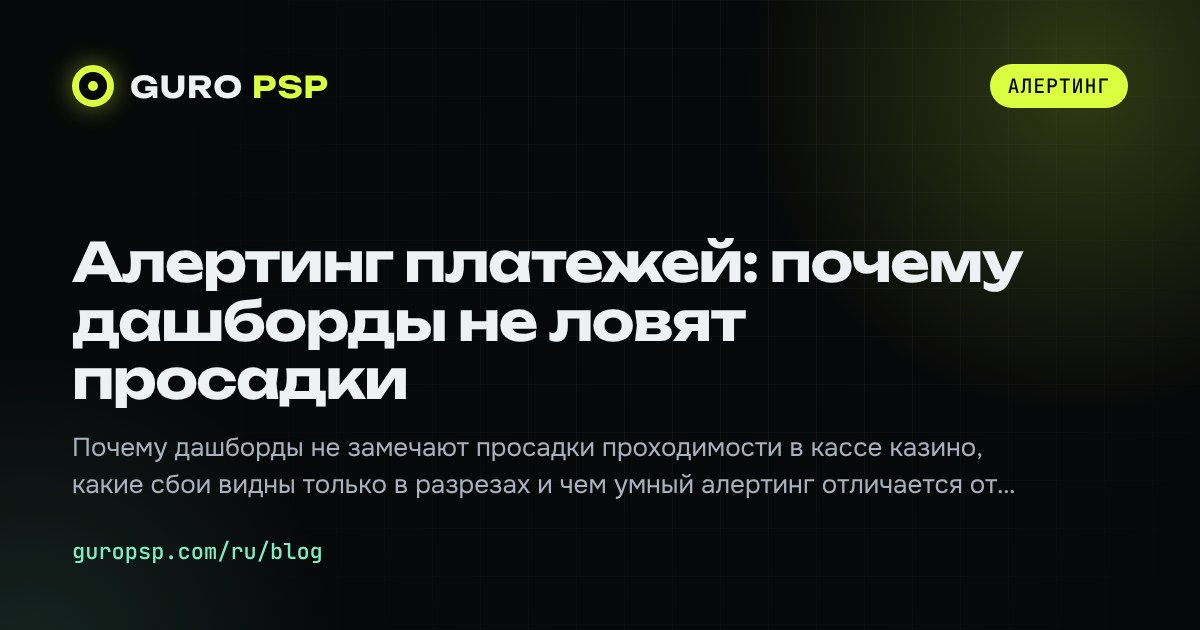 GURO PSP
АЛЕРТИНГ
Алертинг платежей: почему
дашборды не ловят
просадки
Почему дашборды не замечают просадки проходимости в кассе казино,
какие сбои видны только в разрезах и чем умный алертинг отличается от...
guropsp.com/ru/blog